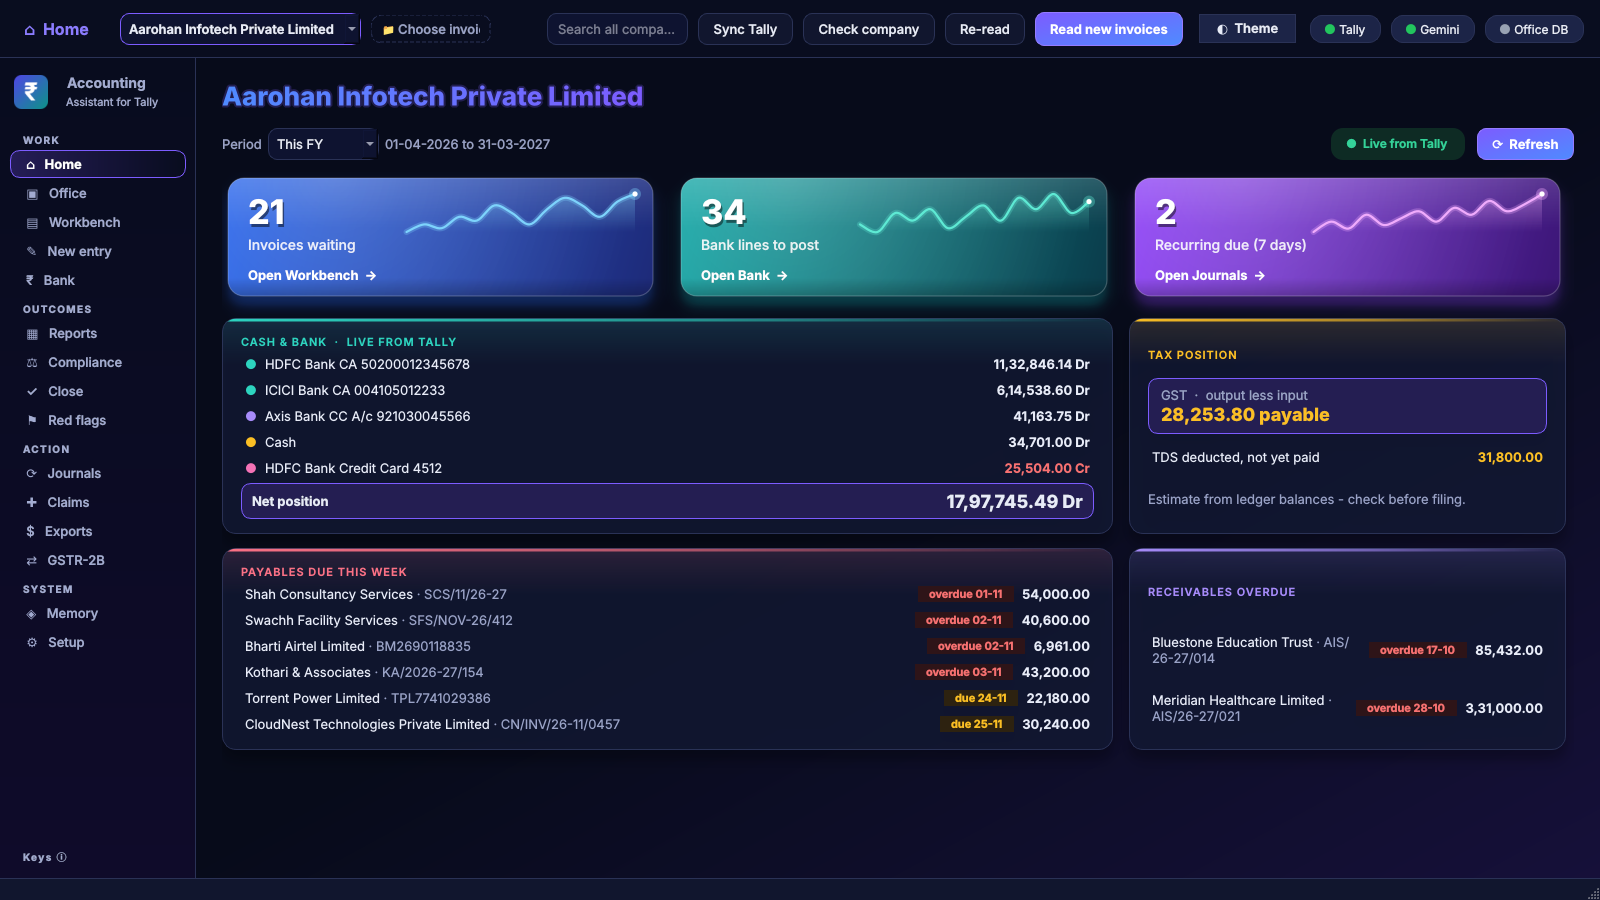 ⌂ Home
Aarohan Infotech Private Limited
Choose invoi
Search all compa...
Sync Tally
Check company
Re-read
Read new invoices
Theme
Tally
Gemini
Office DB
₹
Accounting
Assistant for Tally
WORK
Home
Office
Workbench
New entry
₹ Bank
OUTCOMES
Reports
Compliance
Close
Red flags
ACTION
Journals
Claims
$ Exports
GSTR-2B
SYSTEM
Memory
Setup
Keys ⓘ
Aarohan Infotech Private Limited
Period This FY 01-04-2026 to 31-03-2027
Live from Tally
⟳ Refresh
21
Invoices waiting
Open Workbench →
34
Bank lines to post
Open Bank →
2
Recurring due (7 days)
Open Journals →
CASH & BANK · LIVE FROM TALLY
HDFC Bank CA 50200012345678 11,32,846.14 Dr
ICICI Bank CA 004105012233 6,14,538.60 Dr
Axis Bank CC A/c 921030045566 41,163.75 Dr
Cash 34,701.00 Dr
HDFC Bank Credit Card 4512 25,504.00 Cr
Net position 17,97,745.49 Dr
TAX POSITION
GST · output less input
28,253.80 payable
TDS deducted, not yet paid 31,800.00
Estimate from ledger balances - check before filing.
PAYABLES DUE THIS WEEK
Shah Consultancy Services · SCS/11/26-27 overdue 01-11 54,000.00
Swachh Facility Services · SFS/NOV-26/412 overdue 02-11 40,600.00
Bharti Airtel Limited · BM2690118835 overdue 02-11 6,961.00
Kothari & Associates · KA/2026-27/154 overdue 03-11 43,200.00
Torrent Power Limited · TPL7741029386 due 24-11 22,180.00
CloudNest Technologies Private Limited · CN/INV/26-11/0457 due 25-11 30,240.00
RECEIVABLES OVERDUE
Bluestone Education Trust · AIS/
26-27/014 overdue 17-10 85,432.00
Meridian Healthcare Limited ·
AIS/26-27/021 overdue 28-10 3,31,000.00